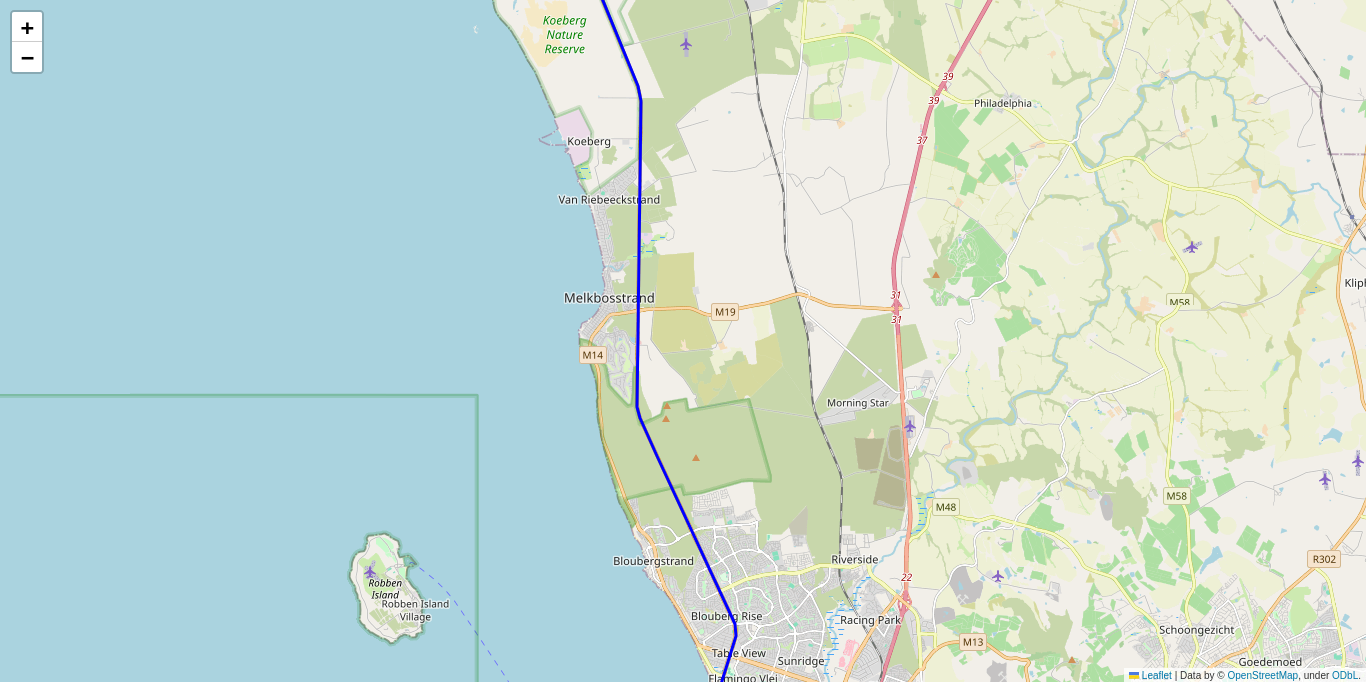 +
−
Koeberg
Nature
Reserve
39
39
Philadelphia
37
Koeberg
Van Riebeeckstrand
31
M58
Melkbosstrand
M19
31
M14
Morning Star
M58
M48
Bloubergstrand
Riverside
R302
22
Robben
Island
Robben Island
Village
Blouberg Rise
Racing Park
Schoongezicht
M13
Table View
Sunridge
Goedemoed
Flamingo Vlei
Leaflet | Data by © OpenStreetMap, under ODbL.